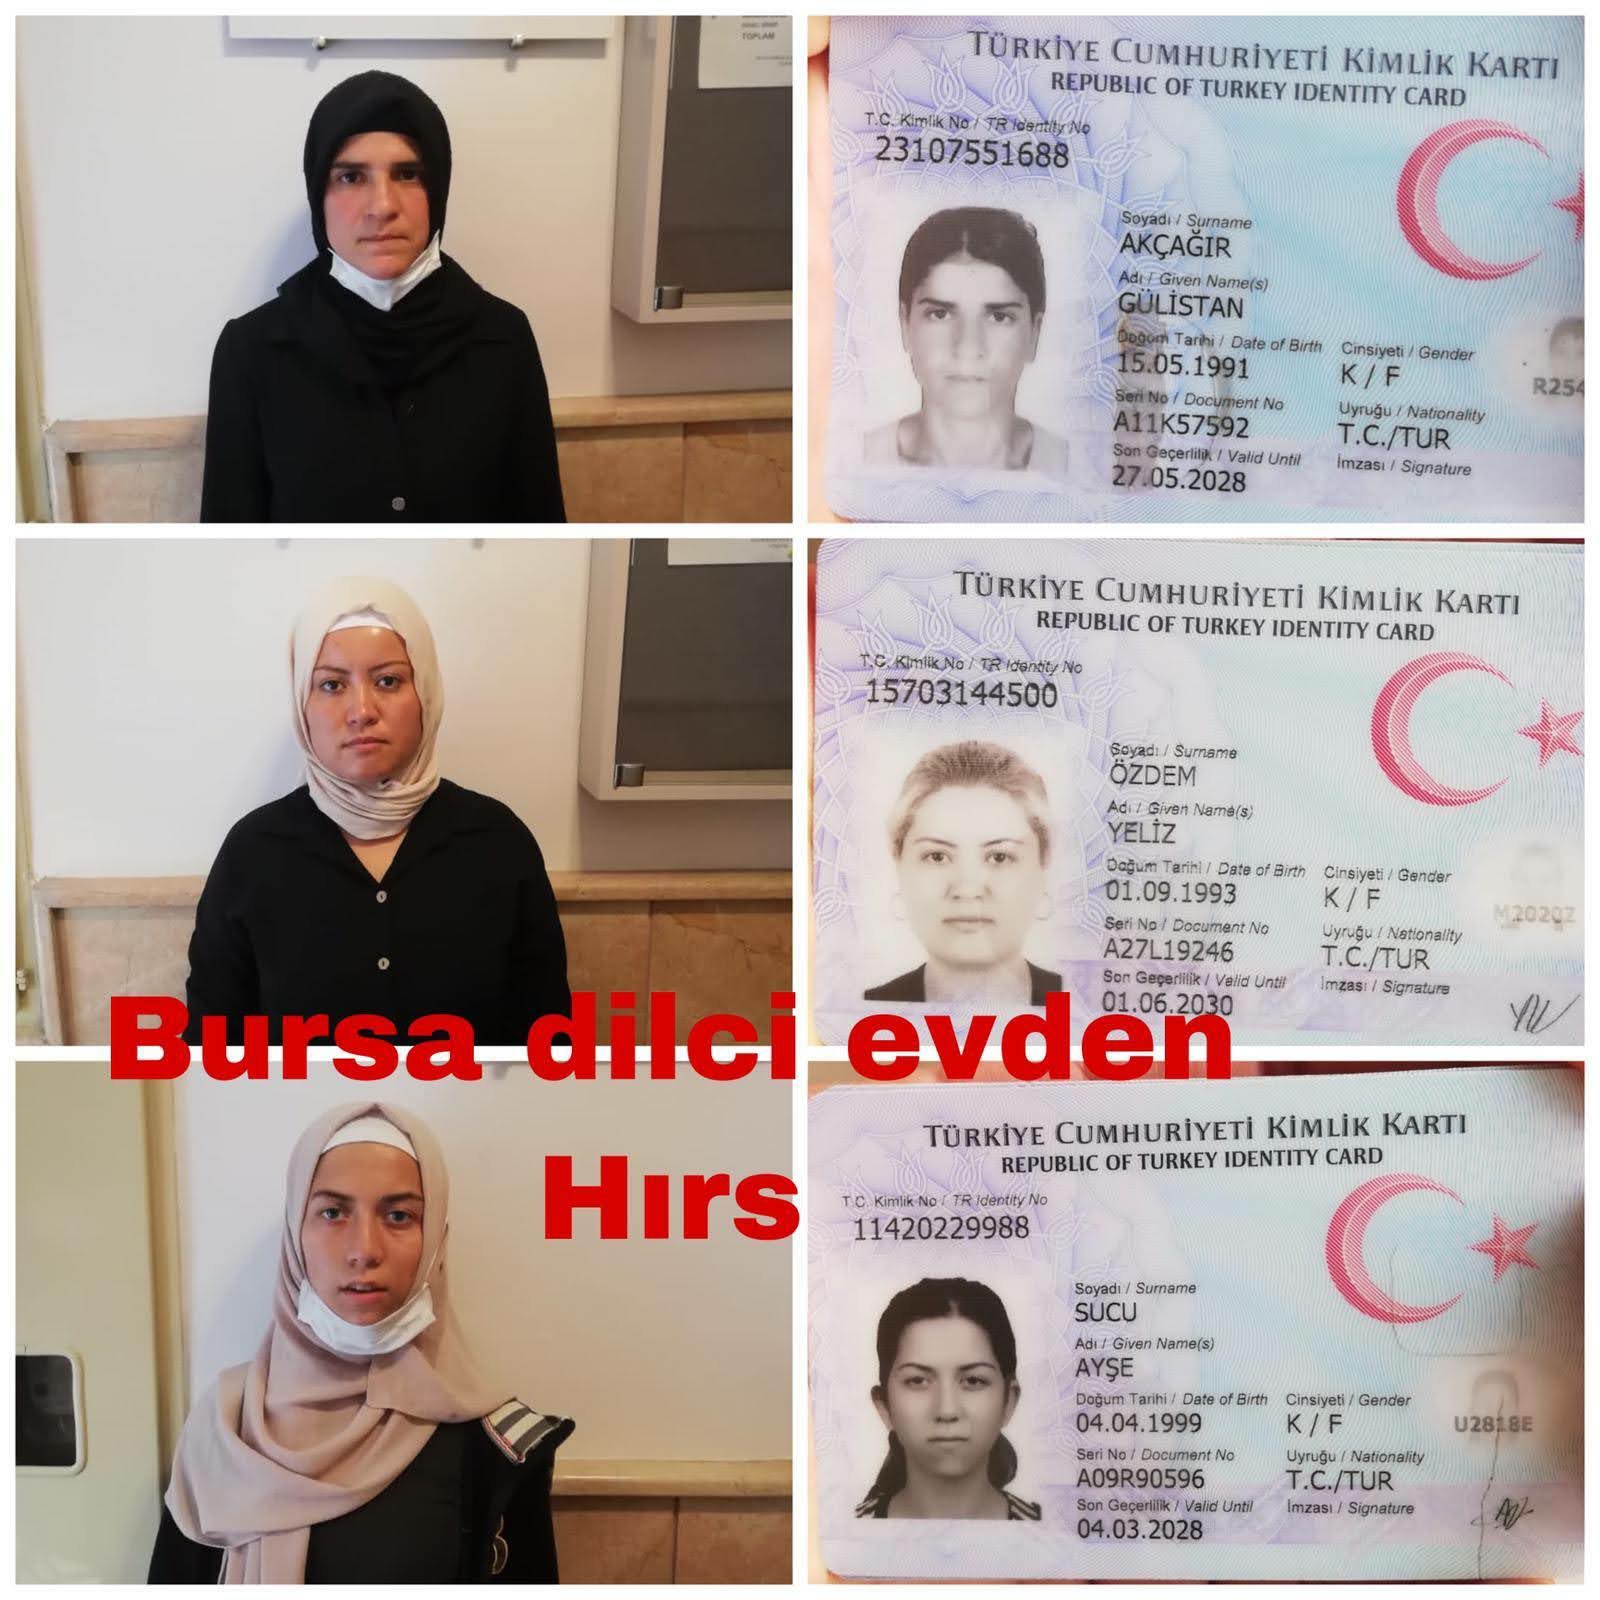 TOPLAM
TÜRKİYE CUMHURİYETİ KİMLİK KARTI
REPUBLIC OF TURKEY IDENTITY CARD
T.C. Kimlik No / TR Identity No
23107551688
Soyadı / Surname
AKÇAĞIR
Adı / Given Name(s)
GÜLİSTAN
Doğum Tarihi / Date of Birth Cinsiyeti / Gender
15.05.1991 K / F
R254
Seri No / Document No Uyruğu / Nationality
A11K57592 T.C./TUR
Son Geçerlilik / Valid Until İmzası / Signature
27.05.2028
TÜRKİYE CUMHURİYETİ KİMLİK KARTI
REPUBLIC OF TURKEY IDENTITY CARD
T.C. Kimlik No / TR Identity No
15703144500
Soyadı / Surname
ÖZDEM
Adı / Given Name(s)
YELİZ
Doğum Tarihi / Date of Birth Cinsiyeti / Gender
01.09.1993 K / F
M2020Z
Seri No / Document No Uyruğu / Nationality
A27L19246 T.C./TUR
Son Geçerlilik / Valid Until İmzası / Signature
01.06.2030
Bursa dilci evden
Hırs
TÜRKİYE CUMHURİYETİ KİMLİK KARTI
REPUBLIC OF TURKEY IDENTITY CARD
T.C. Kimlik No / TR Identity No
11420229988
Soyadı / Surname
SUCU
Adı / Given Name(s)
AYŞE
Doğum Tarihi / Date of Birth Cinsiyeti / Gender
04.04.1999 K / F
U2818E
Seri No / Document No Uyruğu / Nationality
A09R90596 T.C./TUR
Son Geçerlilik / Valid Until İmzası / Signature
04.03.2028